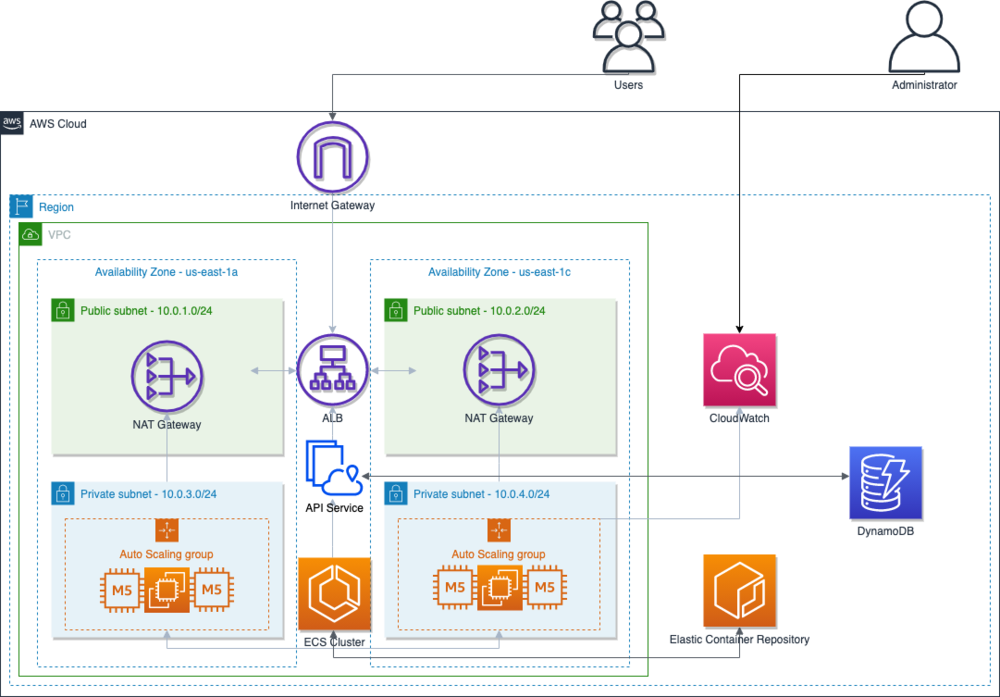 Users
Administrator
aws
AWS Cloud
Internet Gateway
Region
VPC
Availability Zone - us-east-1a
Availability Zone - us-east-1c
Public subnet - 10.0.1.0/24
Public subnet - 10.0.2.0/24
NAT Gateway
ALB
NAT Gateway
CloudWatch
Private subnet - 10.0.3.0/24
API Service
Private subnet - 10.0.4.0/24
DynamoDB
Auto Scaling group
Auto Scaling group
M5
M5
M5
M5
ECS Cluster
Elastic Container Repository